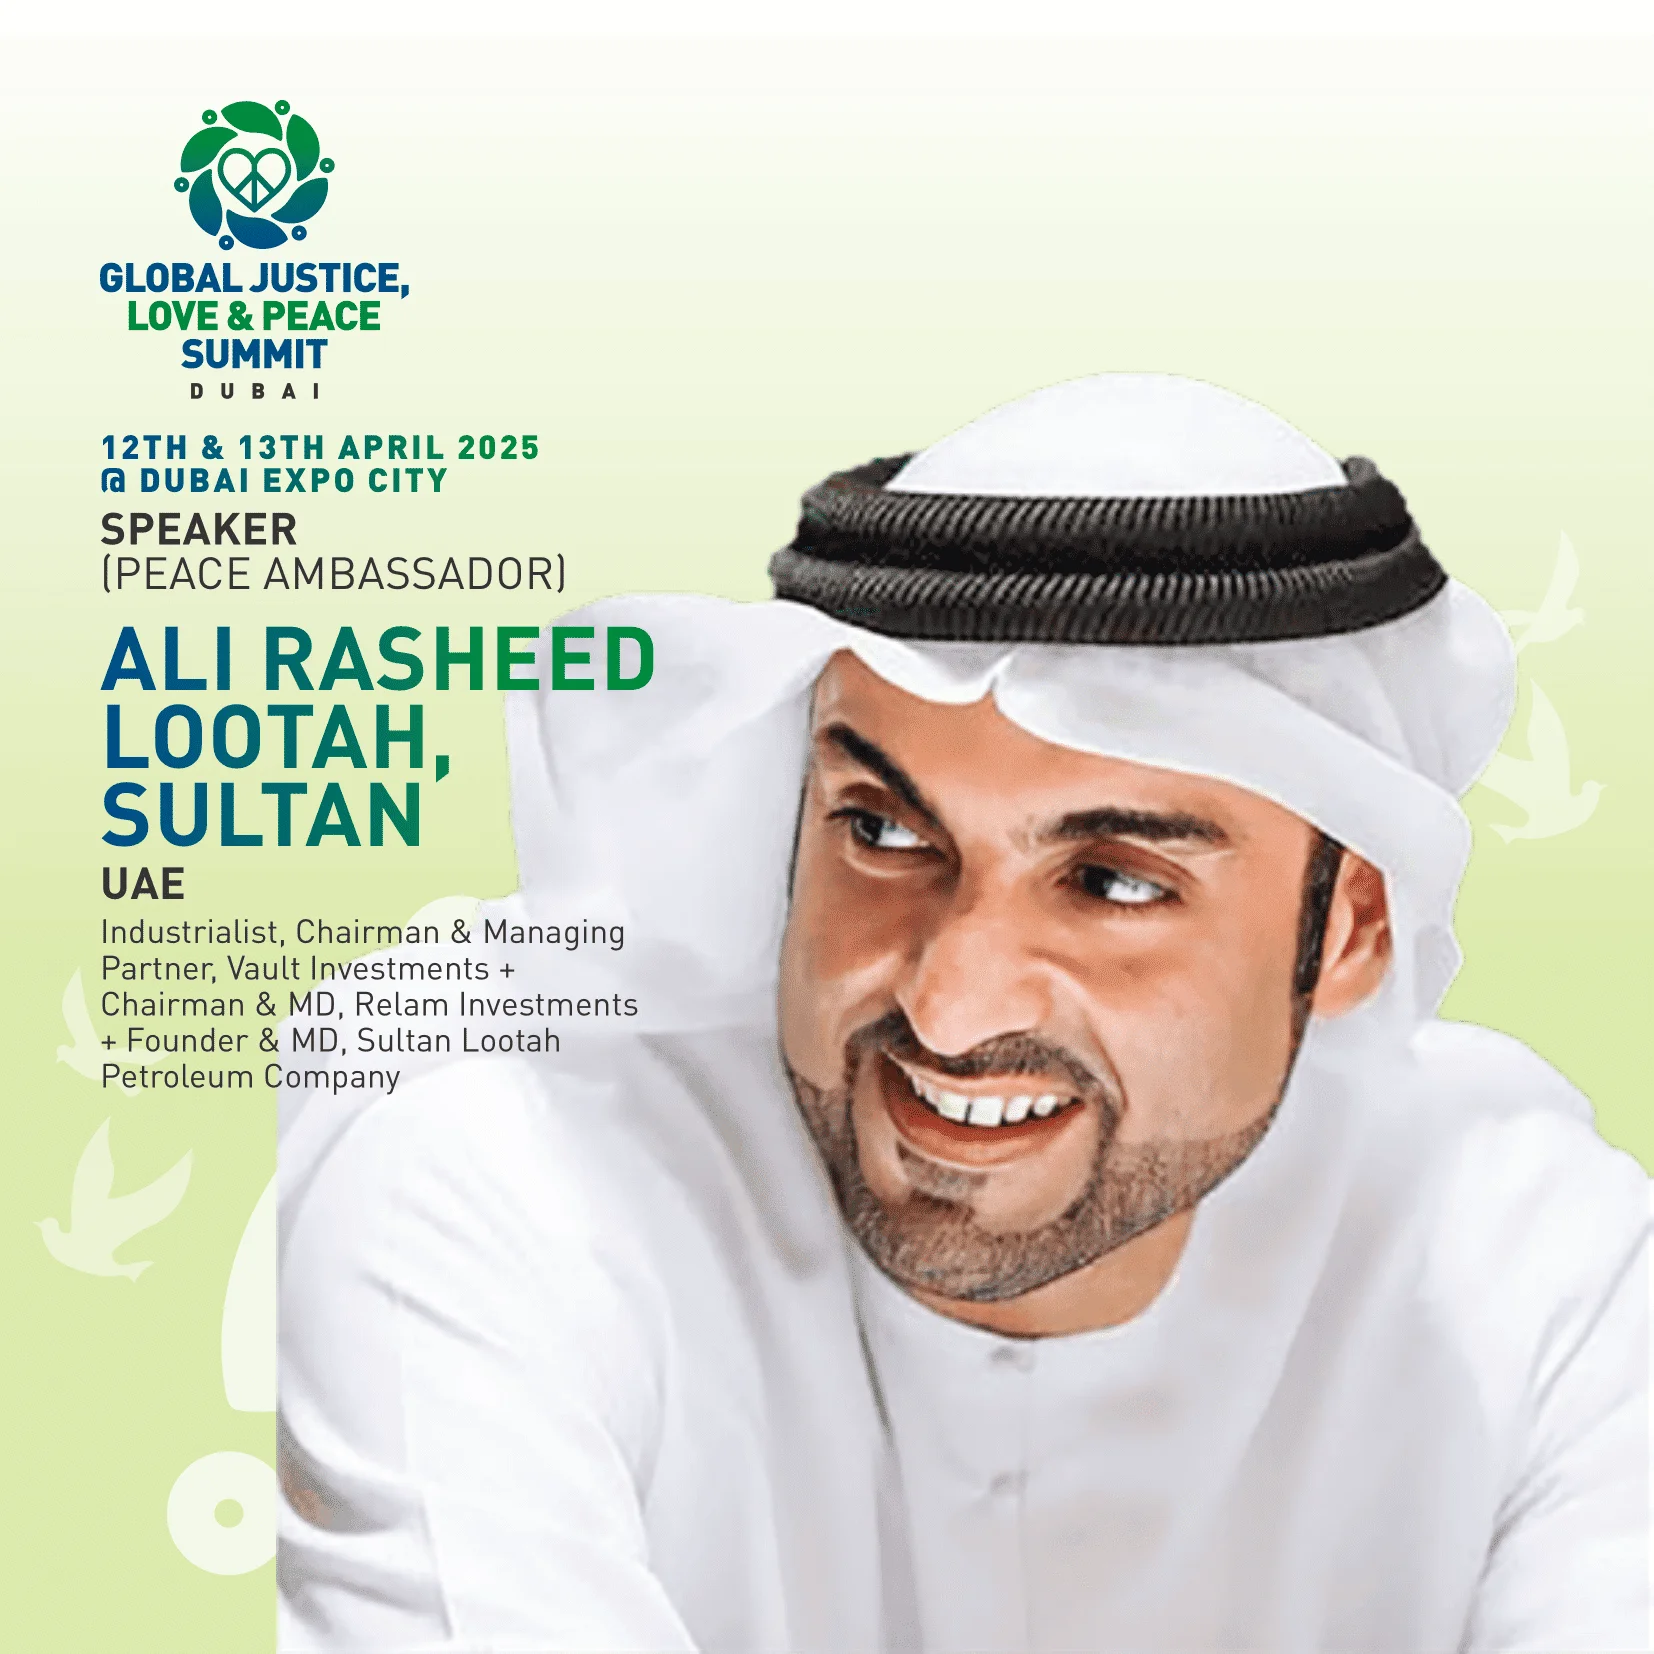 GLOBAL JUSTICE,
LOVE & PEACE
SUMMIT
DUBAI
12TH & 13TH APRIL 2025
@ DUBAI EXPO CITY
SPEAKER
(PEACE AMBASSADOR)
ALI RASHEED
LOOTAH,
SULTAN
UAE
Industrialist, Chairman & Managing
Partner, Vault Investments +
Chairman & MD, Relam Investments
+ Founder & MD, Sultan Lootah
Petroleum Company